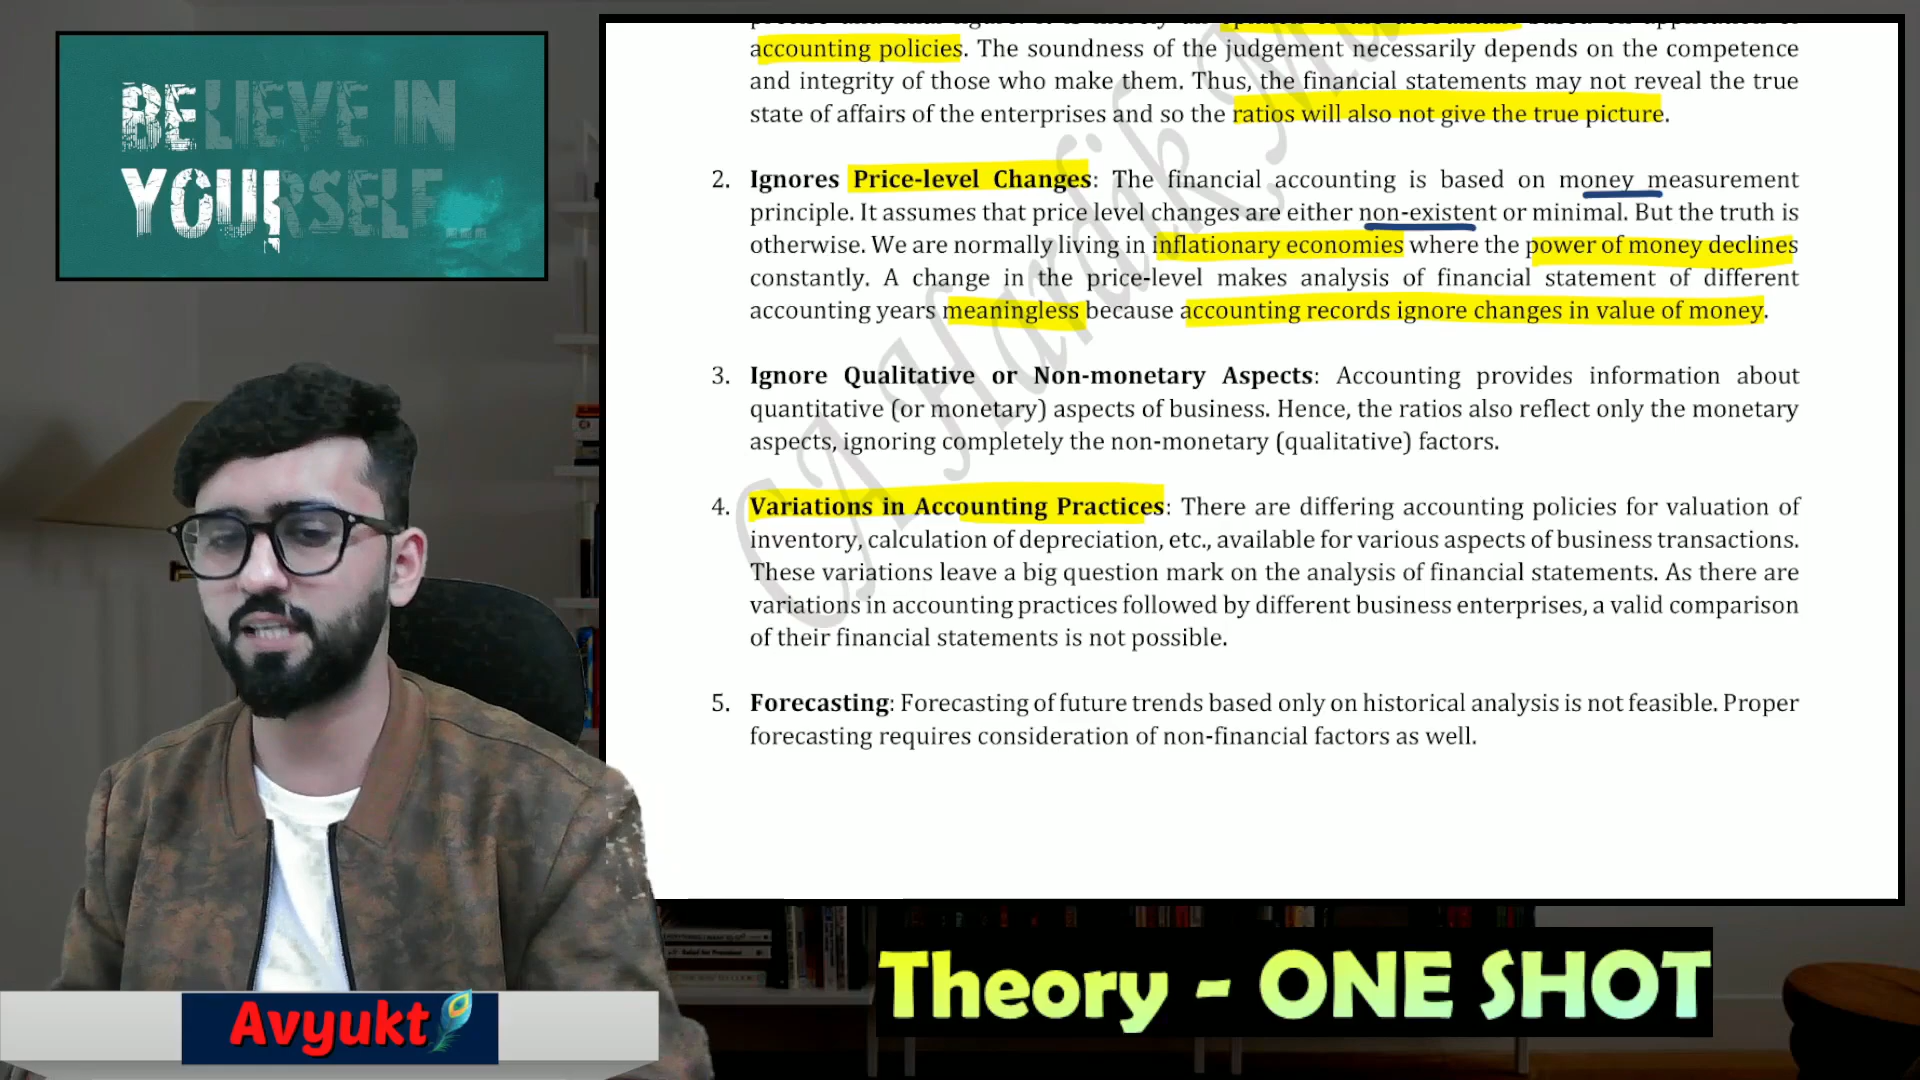 BELIEVE IN
YOURSELF...
accounting policies. The soundness of the judgement necessarily depends on the competence
and integrity of those who make them. Thus, the financial statements may not reveal the true
state of affairs of the enterprises and so the ratios will also not give the true picture.
2. Ignores Price-level Changes: The financial accounting is based on money measurement
principle. It assumes that price level changes are either non-existent or minimal. But the truth is
otherwise. We are normally living in inflationary economies where the power of money declines
constantly. A change in the price-level makes analysis of financial statement of different
accounting years meaningless because accounting records ignore changes in value of money.
3. Ignore Qualitative or Non-monetary Aspects: Accounting provides information about
quantitative (or monetary) aspects of business. Hence, the ratios also reflect only the monetary
aspects, ignoring completely the non-monetary (qualitative) factors.
4. Variations in Accounting Practices: There are differing accounting policies for valuation of
inventory, calculation of depreciation, etc., available for various aspects of business transactions.
These variations leave a big question mark on the analysis of financial statements. As there are
variations in accounting practices followed by different business enterprises, a valid comparison
of their financial statements is not possible.
5. Forecasting: Forecasting of future trends based only on historical analysis is not feasible. Proper
forecasting requires consideration of non-financial factors as well.
CA Hardik
Theory - ONE SHOT
Avyukt